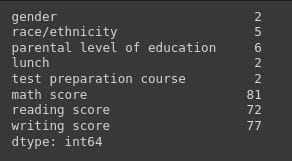 gender 2
race/ethnicity 5
parental level of education 6
lunch 2
test preparation course 2
math score 81
reading score 72
writing score 77
dtype: int64